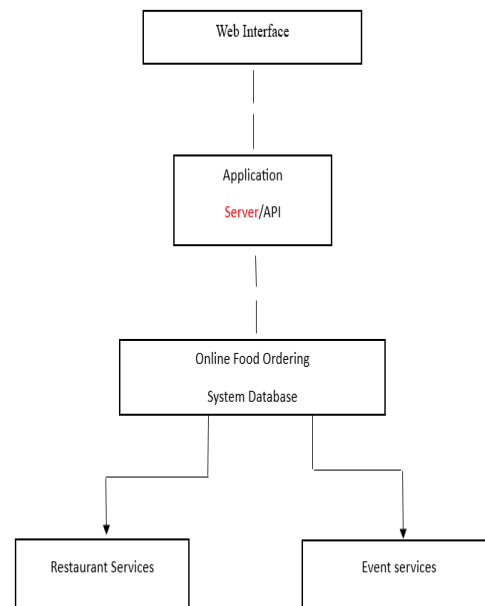 Web Interface
Application
Server/API
Online Food Ordering
System Database
Restaurant Services
Event services